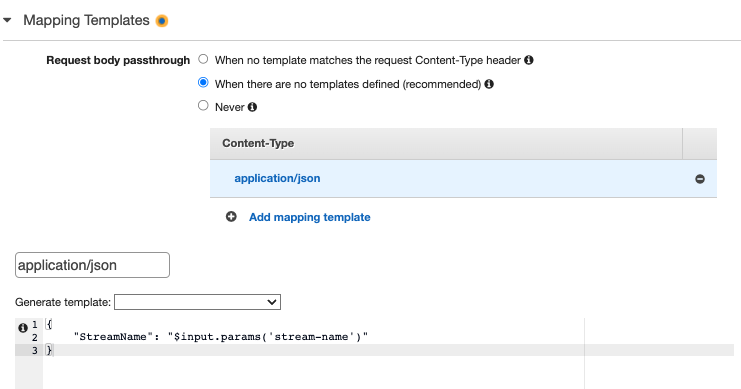 Mapping Templates
Request body passthrough When no template matches the request Content-Type header
When there are no templates defined (recommended)
Never
Content-Type
application/json
Add mapping template
application/json
Generate template:
1 {
2 "StreamName": "$input.params('stream-name')"
3 }